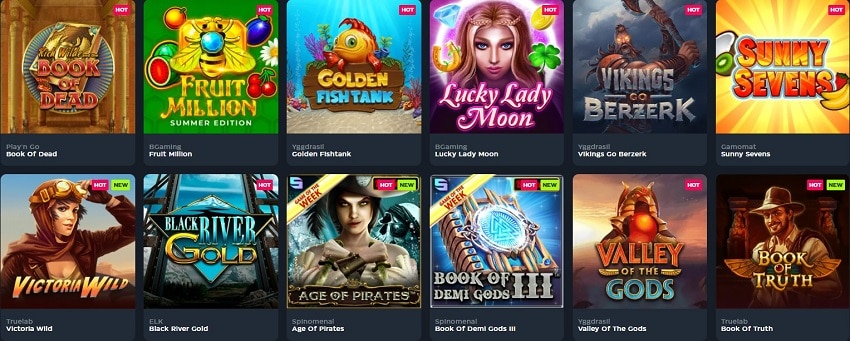 HOT
RICH WILDE
AND THE
BOOK
OF
DEAD
Play'n Go
Book Of Dead
HOT
FRUIT
MILLION
SUMMER EDITION
BGaming
Fruit Million
HOT
GOLDEN
FISHTANK
Yggdrasil
Golden Fishtank
HOT
Lucky Lady
Moon
BGaming
Lucky Lady Moon
HOT
VIKINGS
GO
BERZERK
Yggdrasil
Vikings Go Berzerk
HOT
SUNNY
SEVENS
Gamomat
Sunny Sevens
HOT NEW
VICTORIA WILD
Truelab
Victoria Wild
HOT
BLACK RIVER
GOLD
ELK
Black River Gold
GAME OF THE
WEEK
HOT NEW
AGE OF PIRATES
Spinomenal
Age Of Pirates
GAME OF THE
WEEK
HOT NEW
BOOK OF
DEMI GODS III
Spinomenal
Book Of Demi Gods III
HOT
VALLEY
OF THE
GODS
Yggdrasil
Valley Of The Gods
HOT NEW
BOOK
OF
TRUTH
Truelab
Book Of Truth